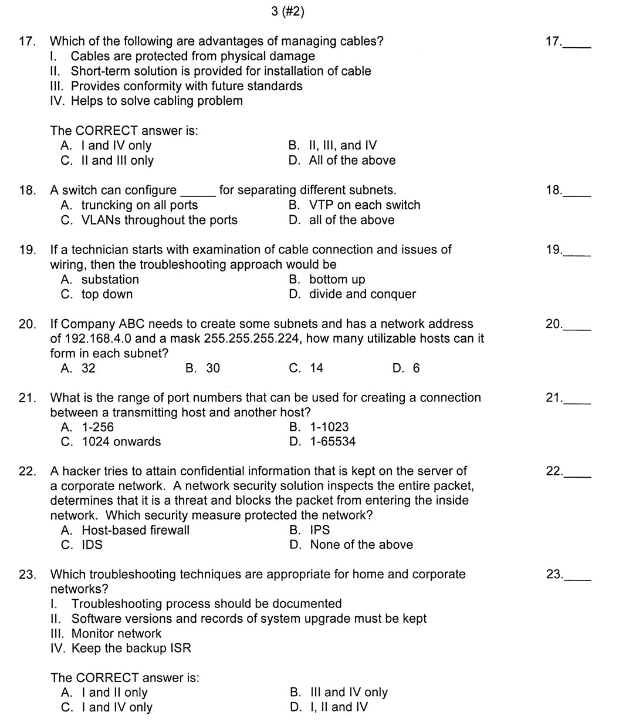 3 (#2)
17. Which of the following are advantages of managing cables? 17.____
I. Cables are protected from physical damage
II. Short-term solution is provided for installation of cable
III. Provides conformity with future standards
IV. Helps to solve cabling problem
The CORRECT answer is:
A. I and IV only B. II, III, and IV
C. II and III only D. All of the above
18. A switch can configure _____ for separating different subnets. 18.____
A. truncking on all ports B. VTP on each switch
C. VLANs throughout the ports D. all of the above
19. If a technician starts with examination of cable connection and issues of 19.____
wiring, then the troubleshooting approach would be
A. substation B. bottom up
C. top down D. divide and conquer
20. If Company ABC needs to create some subnets and has a network address 20.____
of 192.168.4.0 and a mask 255.255.255.224, how many utilizable hosts can it
form in each subnet?
A. 32 B. 30 C. 14 D. 6
21. What is the range of port numbers that can be used for creating a connection 21.____
between a transmitting host and another host?
A. 1-256 B. 1-1023
C. 1024 onwards D. 1-65534
22. A hacker tries to attain confidential information that is kept on the server of 22.____
a corporate network. A network security solution inspects the entire packet,
determines that it is a threat and blocks the packet from entering the inside
network. Which security measure protected the network?
A. Host-based firewall B. IPS
C. IDS D. None of the above
23. Which troubleshooting techniques are appropriate for home and corporate 23.____
networks?
I. Troubleshooting process should be documented
II. Software versions and records of system upgrade must be kept
III. Monitor network
IV. Keep the backup ISR
The CORRECT answer is:
A. I and II only B. III and IV only
C. I and IV only D. I, II and IV